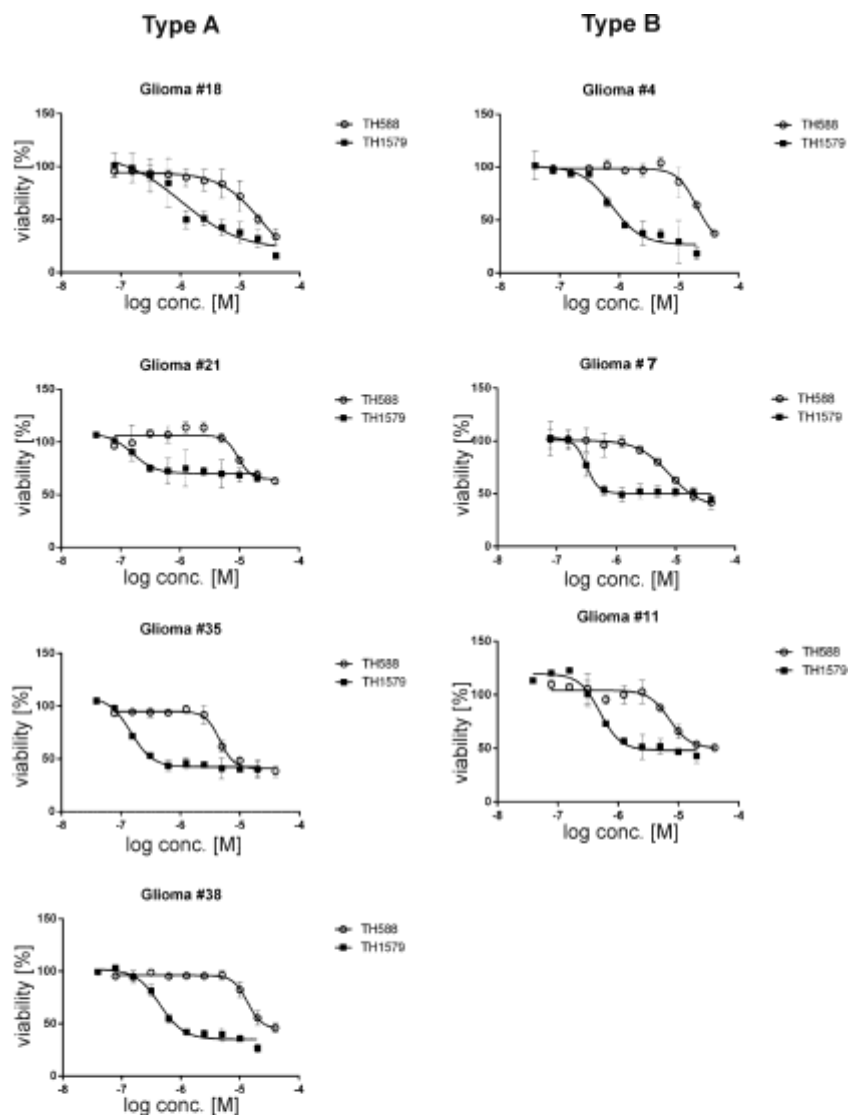 Type A
Type B
Glioma #18
150
100
50
0
viability [%]
-8 -7 -6 -5 -4
log conc. [M]
TH588
TH1579
Glioma #4
150
100
50
0
viability [%]
-8 -7 -6 -5 -4
log conc. [M]
TH588
TH1579
Glioma #21
150
100
50
0
viability [%]
-8 -7 -6 -5 -4
log conc. [M]
TH588
TH1579
Glioma # 7
150
100
50
0
viability [%]
-8 -7 -6 -5 -4
log conc. [M]
TH588
TH1579
Glioma #35
150
100
50
0
viability [%]
-8 -7 -6 -5 -4
log conc. [M]
TH588
TH1579
Glioma #11
150
100
50
0
viability [%]
-8 -7 -6 -5 -4
log conc. [M]
TH588
TH1579
Glioma #38
150
100
50
0
viability [%]
-8 -7 -6 -5 -4
log conc. [M]
TH588
TH1579